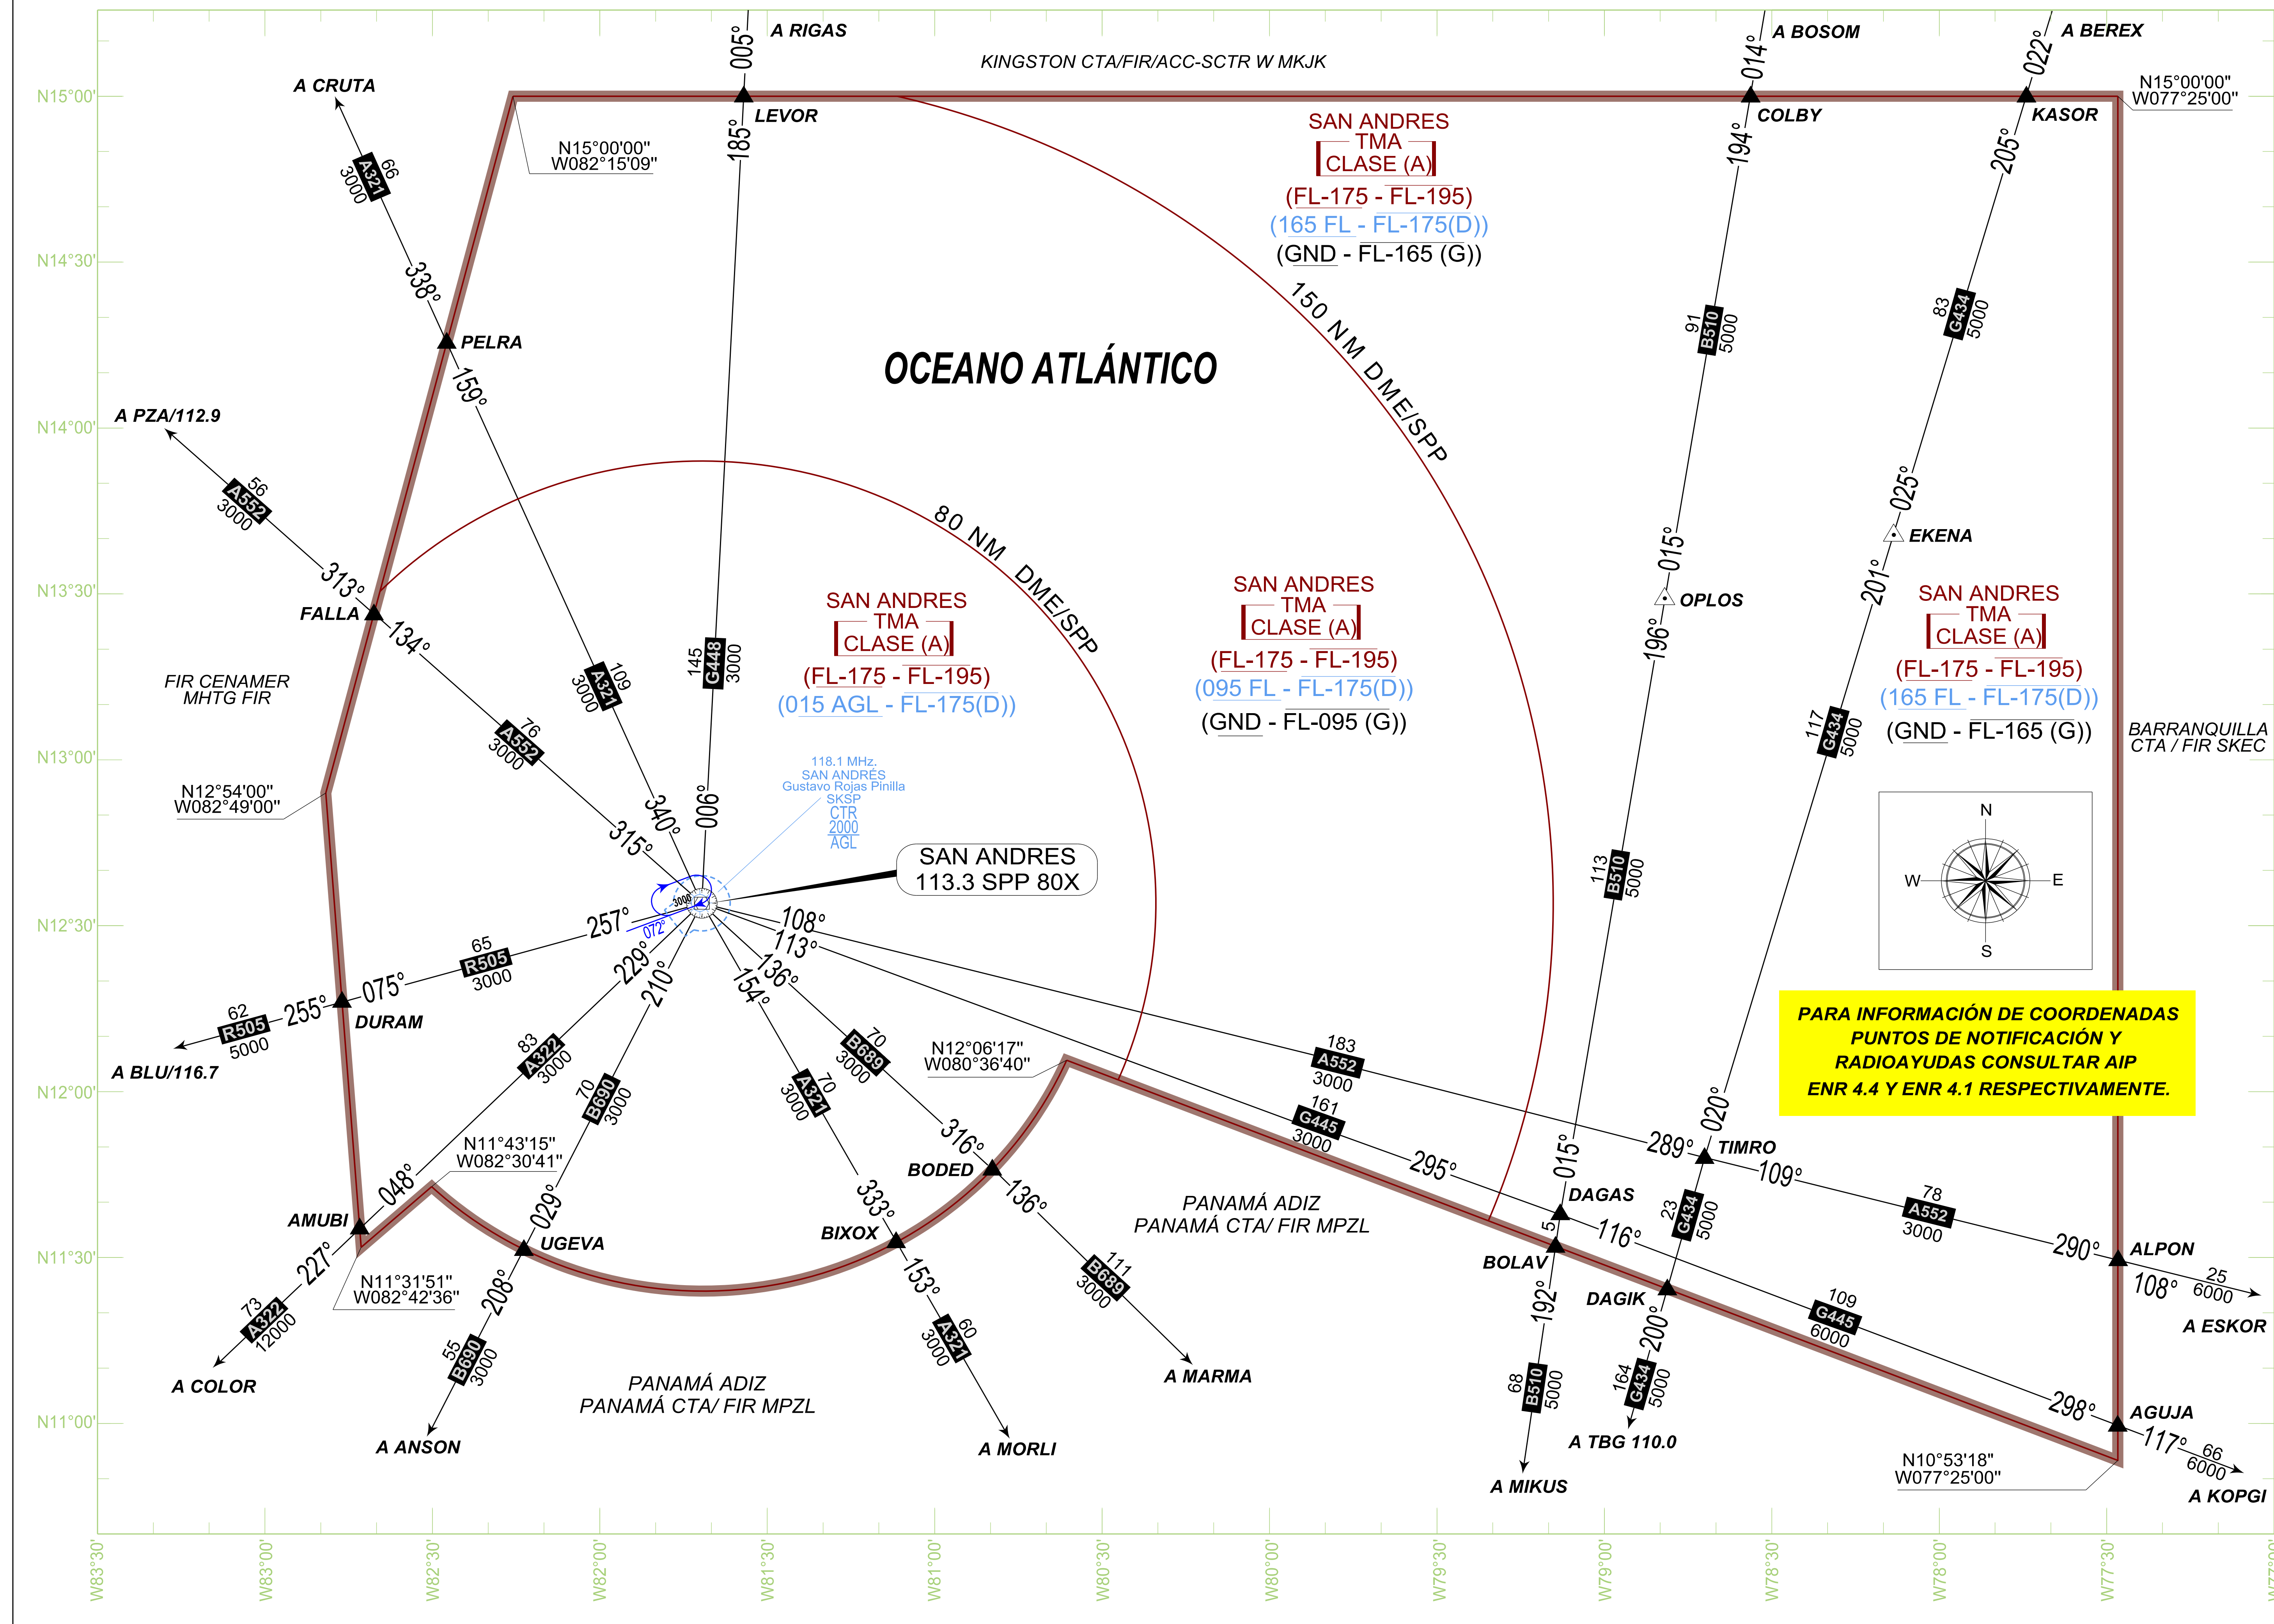 A RIGAS
005°
A BOSOM
014°
A BEREX
022°
KINGSTON CTA/FIR/ACC-SCTR W MKJK
A CRUTA
N15°00'
N15°00'00"
W077°25'00"
LEVOR
COLBY
KASOR
185°
194°
205°
N15°00'00"
W082°15'09"
SAN ANDRES
TMA
CLASE (A)
(FL-175 - FL-195)
(165 FL - FL-175(D))
(GND - FL-165 (G))
66
A321
3000
N14°30'
338°
150 NM DME/SPP
91
B510
5000
83
G434
5000
PELRA
OCEANO ATLÁNTICO
159°
A PZA/112.9
N14°00'
56
A552
3000
025°
80 NM DME/SPP
015°
EKENA
313°
N13°30'
FALLA
134°
201°
OPLOS
196°
SAN ANDRES
TMA
CLASE (A)
(FL-175 - FL-195)
(015 AGL - FL-175(D))
SAN ANDRES
TMA
CLASE (A)
(FL-175 - FL-195)
(095 FL - FL-175(D))
(GND - FL-095 (G))
SAN ANDRES
TMA
CLASE (A)
(FL-175 - FL-195)
(165 FL - FL-175(D))
(GND - FL-165 (G))
145
G448
3000
109
A321
3000
FIR CENAMER
MHTG FIR
76
A552
3000
117
G434
5000
BARRANQUILLA
CTA / FIR SKEC
N13°00'
N12°54'00"
W082°49'00"
118.1 MHz.
SAN ANDRÉS
Gustavo Rojas Pinilla
SKSP
CTR
2000
AGL
315°
340°
006°
SAN ANDRES
113.3 SPP 80X
113
B510
5000
N
W
E
S
3000
072°
N12°30'
257°
229°
210°
154°
136°
113°
108°
65
R505
3000
075°
255°
62
R505
5000
DURAM
A BLU/116.7
PARA INFORMACIÓN DE COORDENADAS
PUNTOS DE NOTIFICACIÓN Y
RADIOAYUDAS CONSULTAR AIP
ENR 4.4 Y ENR 4.1 RESPECTIVAMENTE.
83
A322
3000
70
B690
3000
70
A321
3000
70
B689
3000
N12°06'17"
W080°36'40"
183
A552
3000
161
G445
3000
N12°00'
020°
N11°43'15"
W082°30'41"
316°
BODED
136°
295°
015°
289°
TIMRO
109°
048°
AMUBI
029°
UGEVA
333°
BIXOX
153°
PANAMÁ ADIZ
PANAMÁ CTA/ FIR MPZL
DAGAS
5
116°
BOLAV
23
G434
5000
78
A552
3000
290°
ALPON
108°
25
6000
A ESKOR
N11°30'
227°
N11°31'51"
W082°42'36"
208°
111
B689
3000
192°
DAGIK
200°
109
G445
6000
73
A322
12000
A COLOR
55
B690
3000
60
A321
3000
A MARMA
PANAMÁ ADIZ
PANAMÁ CTA/ FIR MPZL
68
B510
5000
164
G434
5000
298°
AGUJA
117°
66
6000
A KOPGI
N11°00'
A ANSON
A MORLI
A TBG 110.0
A MIKUS
N10°53'18"
W077°25'00"
W83°30'
W83°00'
W82°30'
W82°00'
W81°30'
W81°00'
W80°30'
W80°00'
W79°30'
W79°00'
W78°30'
W78°00'
W77°30'
W77°00'